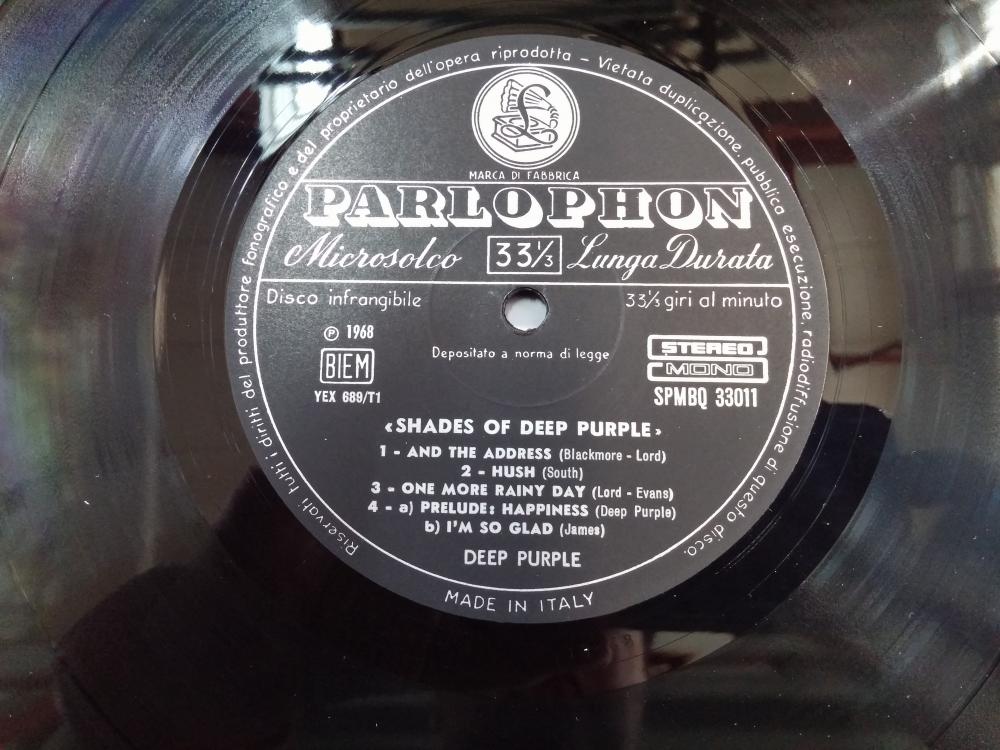 Riservati tutti i diritti del produttore fonografico e del proprietario dell'opera riprodotta – Vietata duplicazione, pubblica esecuzione, radiodiffusione di questo disco.
£
MARCA DI FABBRICA
PARLOPHON
Microsolco 33⅓ Lunga Durata
Disco infrangibile 33⅓ giri al minuto
Ⓟ 1968
Depositato a norma di legge
STEREO
BIEM
MONO
YEX 689/T1 SPMBQ 33011
«SHADES OF DEEP PURPLE»
1 - AND THE ADDRESS (Blackmore - Lord)
2 - HUSH (South)
3 - ONE MORE RAINY DAY (Lord - Evans)
4 - a) PRELUDE: HAPPINESS (Deep Purple)
b) I'M SO GLAD (James)
DEEP PURPLE
MADE IN ITALY